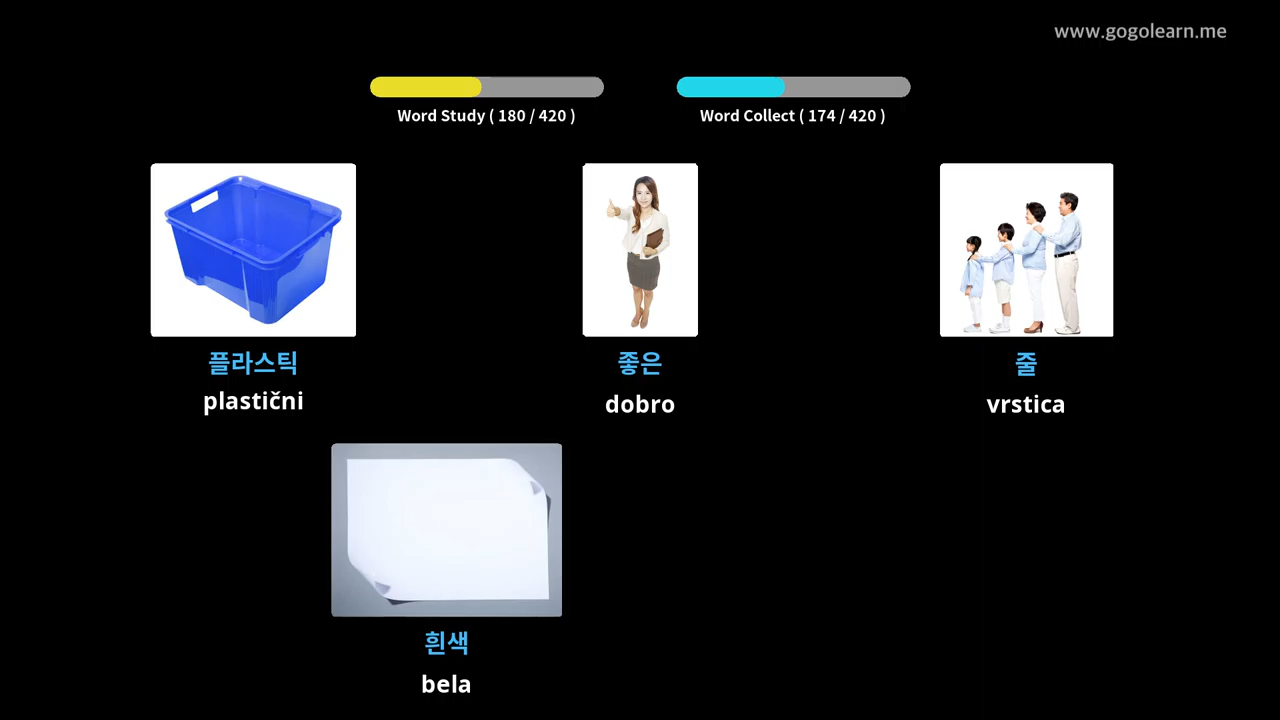 www.gogolearn.me
Word Study ( 180 / 420 )
Word Collect ( 174 / 420 )
플라스틱
plastični
좋은
dobro
줄
vrstica
흰색
bela